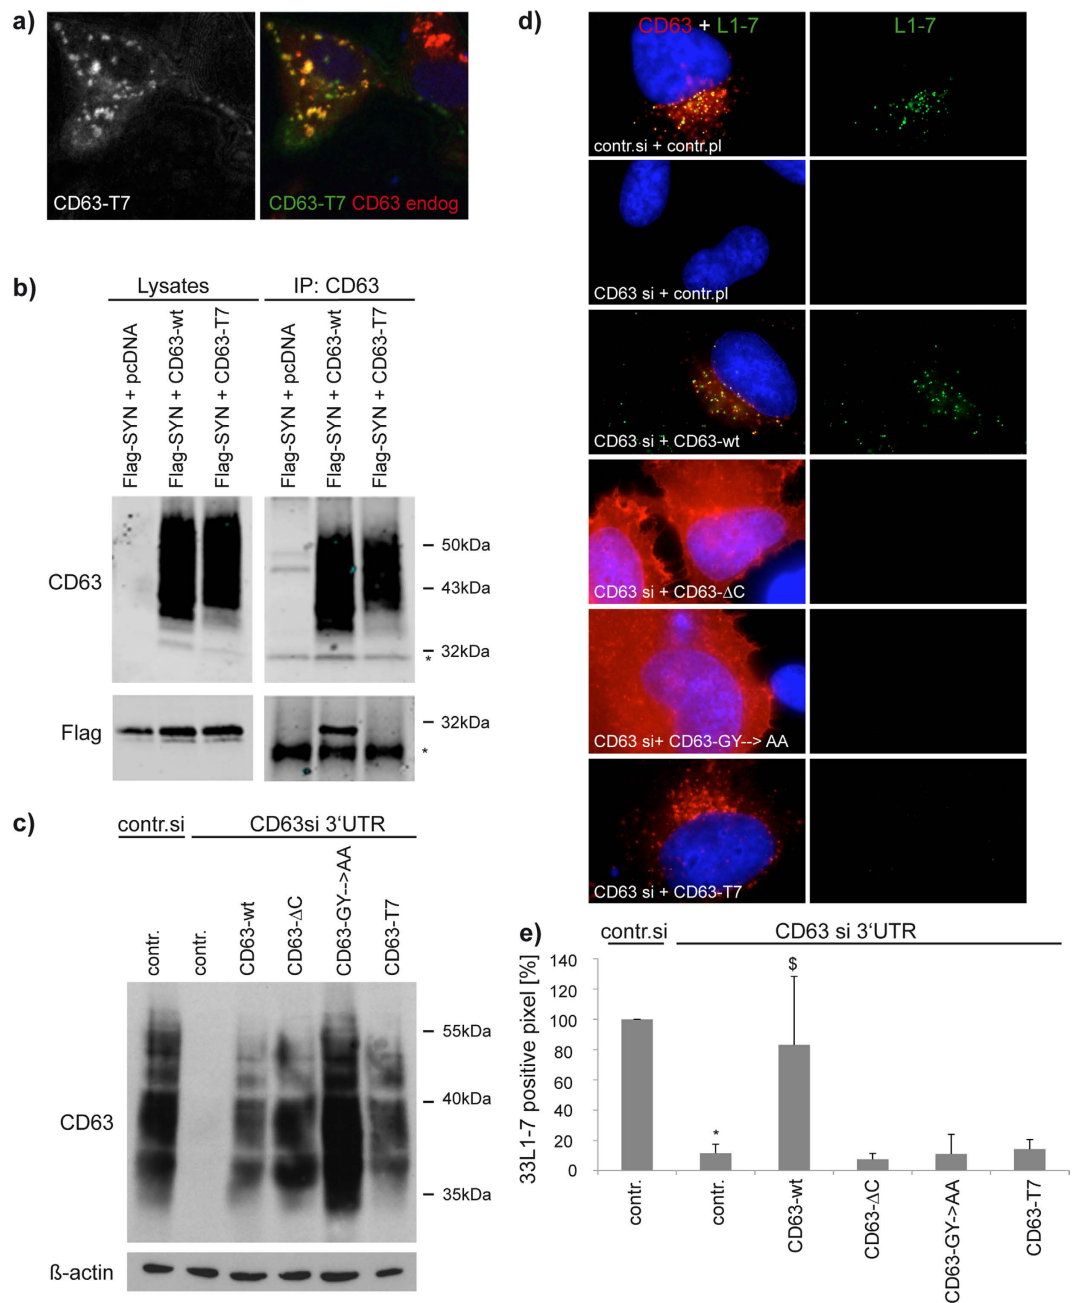 a)
CD63-T7
CD63-T7 CD63 endog
b)
Lysates
IP: CD63
Flag-SYN + pcDNA
Flag-SYN + CD63-wt
Flag-SYN + CD63-T7
Flag-SYN + pcDNA
Flag-SYN + CD63-wt
Flag-SYN + CD63-T7
CD63
50kDa
43kDa
32kDa
*
Flag
32kDa
*
c)
contr.si
CD63si 3'UTR
contr.
contr.
CD63-wt
CD63-ΔC
CD63-GY-->AA
CD63-T7
CD63
55kDa
40kDa
35kDa
ß-actin
d)
CD63 + L1-7
L1-7
contr.si + contr.pl
CD63 si + contr.pl
CD63 si + CD63-wt
CD63 si + CD63-ΔC
CD63 si+ CD63-GY--> AA
CD63 si + CD63-T7
e)
contr.si
CD63 si 3'UTR
33L1-7 positive pixel [%]
140
120
100
80
60
40
20
0
*
$
contr.
contr.
CD63-wt
CD63-ΔC
CD63-GY->AA
CD63-T7